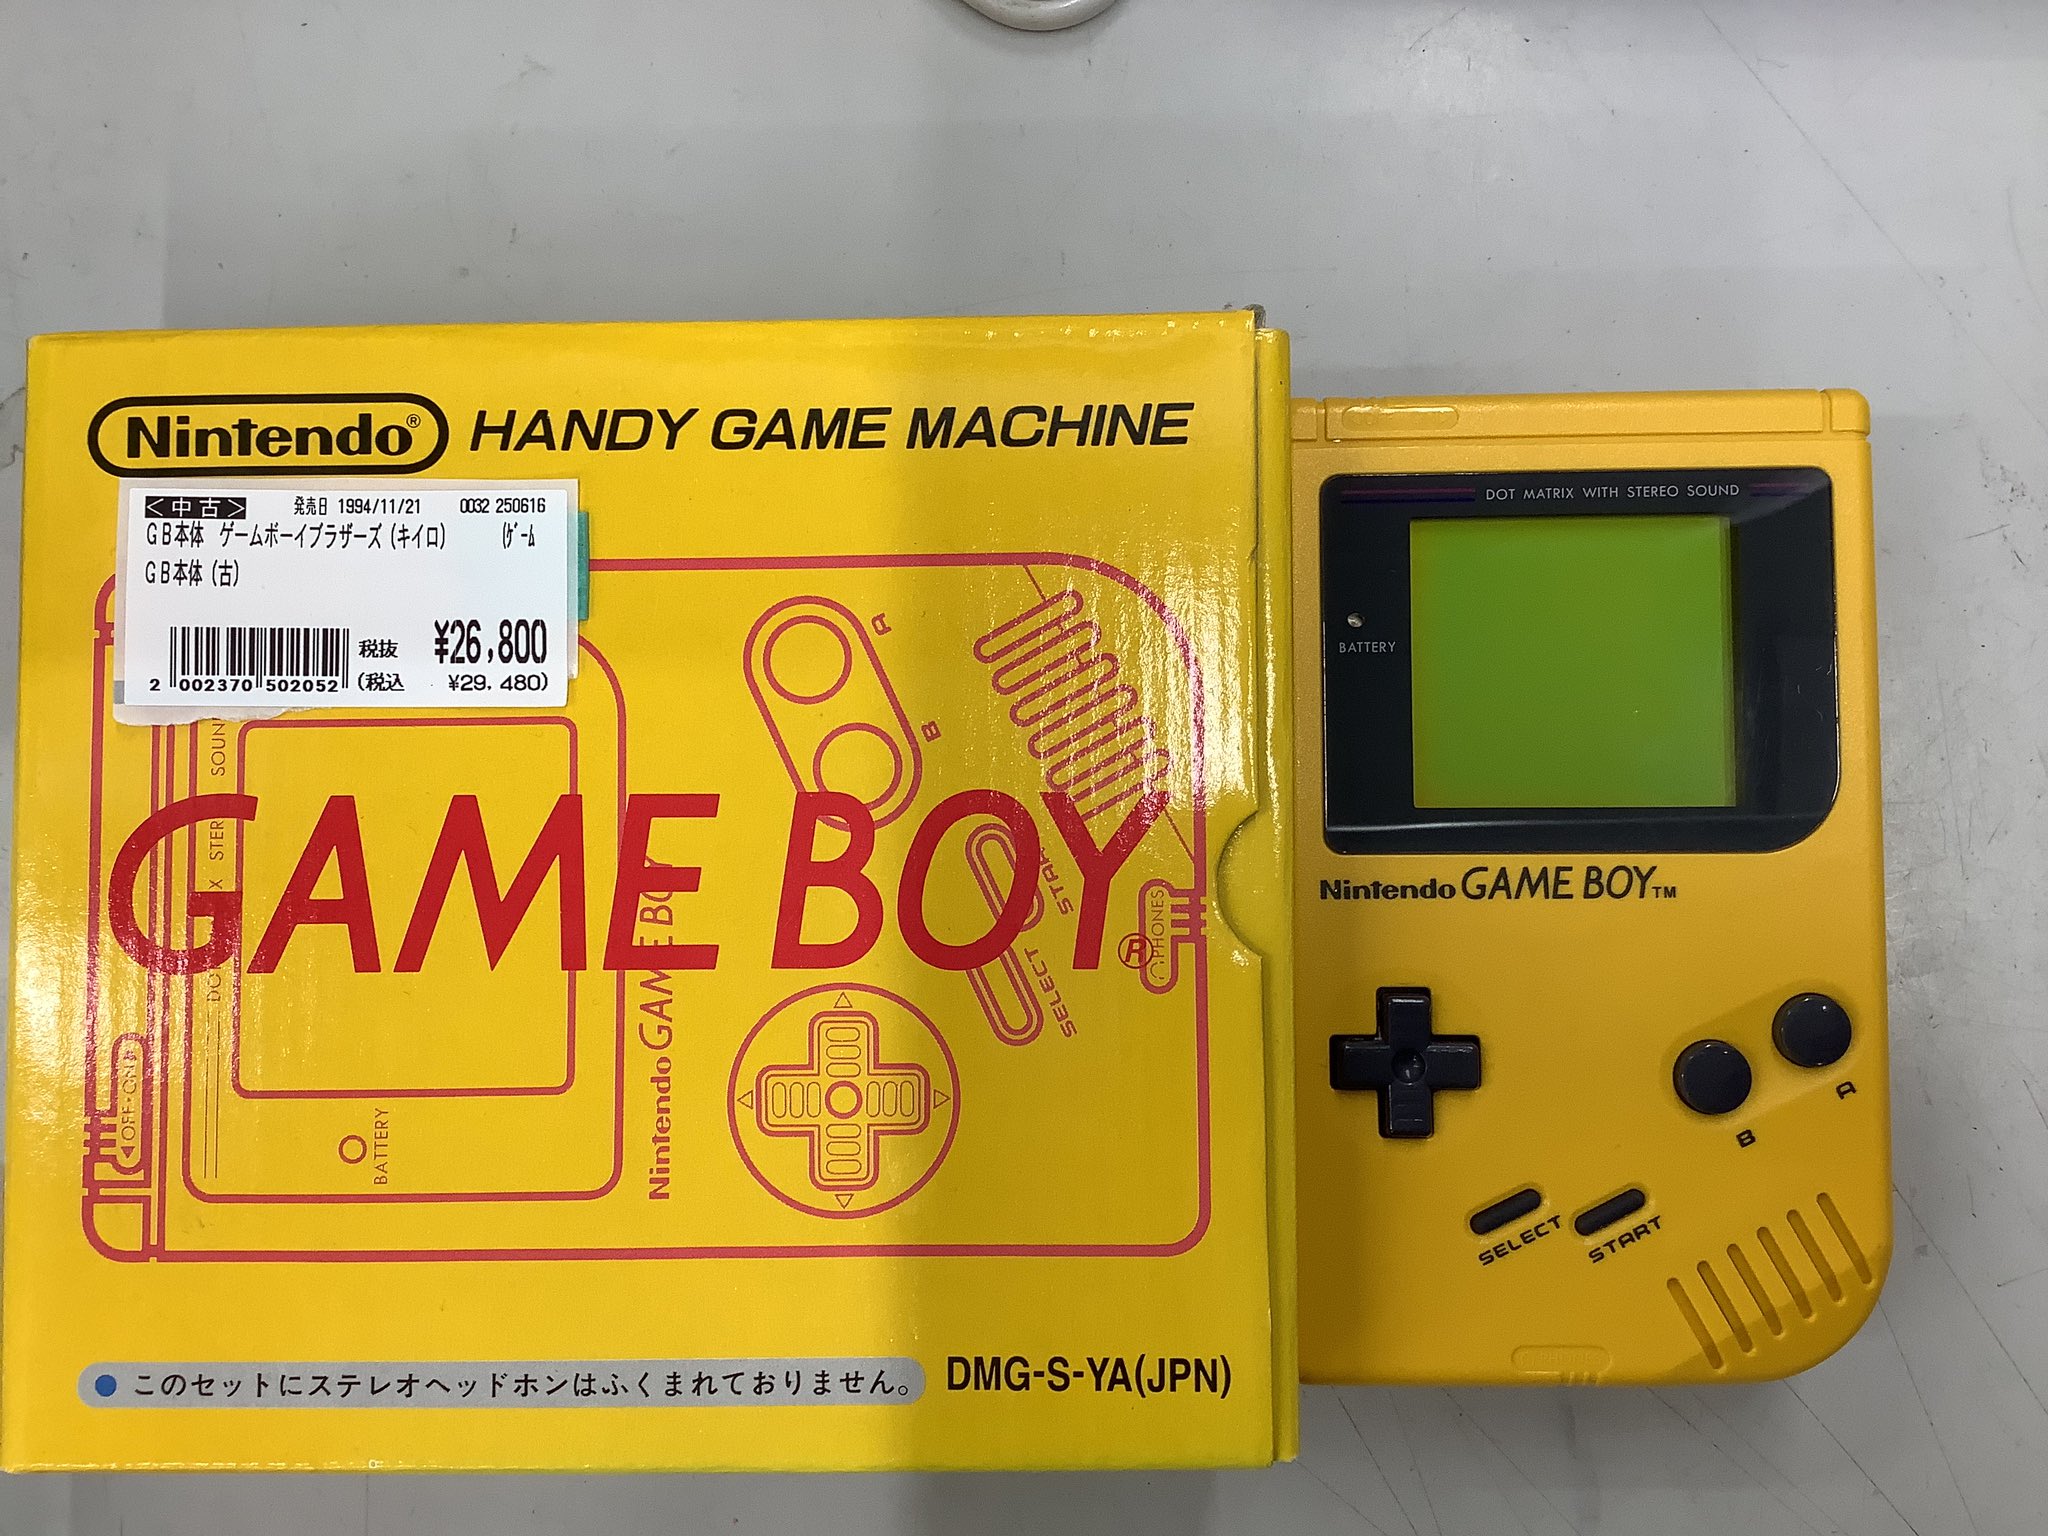 Nintendo® HANDY GAME MACHINE
<中古> 発売日 1994/11/21 0032 250616
GB本体 ゲームボーイブラザーズ(キイロ) (ゲーム
GB本体(古)
税抜 ¥26,800
2 002370 502052 (税込 ¥29,480)
GAME BOY®
A
B
SELECT
START
PHONES
OFF・ON
BATTERY
Nintendo GAME BOY
このセットにステレオヘッドホンはふくまれておりません。
DMG-S-YA(JPN)
DOT MATRIX WITH STEREO SOUND
BATTERY
Nintendo GAME BOY TM
A
B
SELECT
START